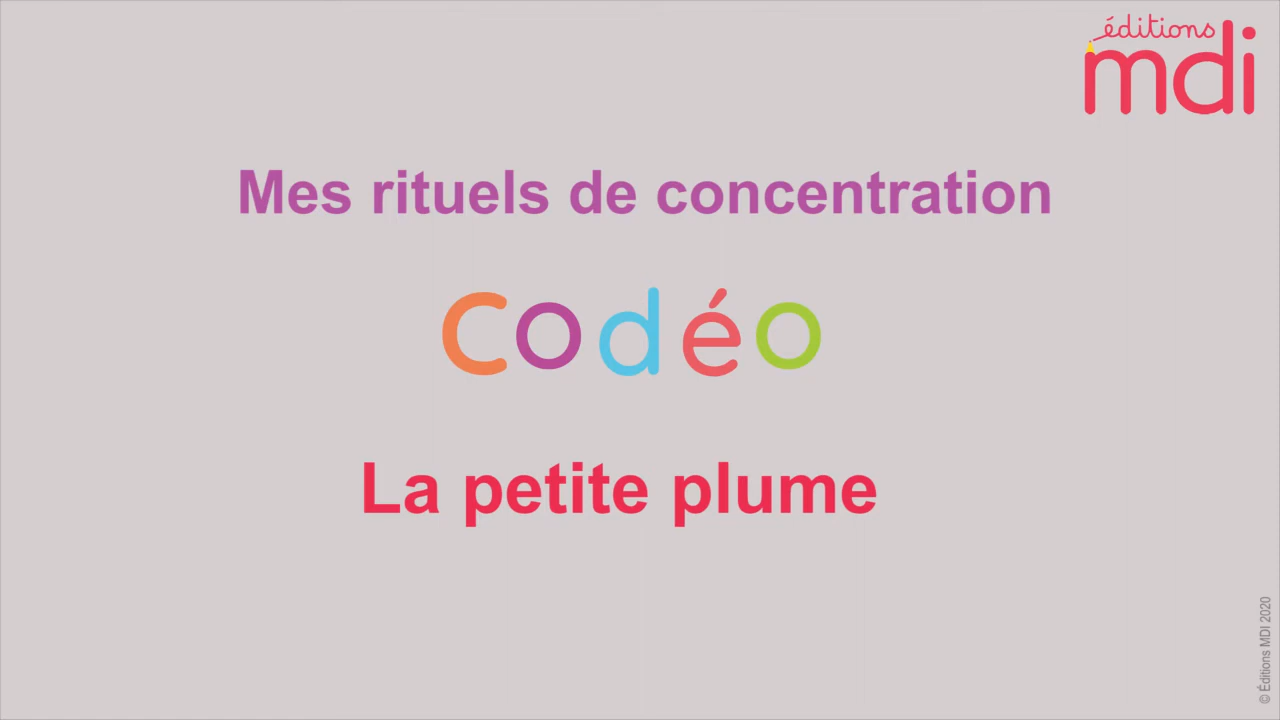 éditions
mdi
Mes rituels de concentration
Codéo
La petite plume
© Éditions MDI 2020